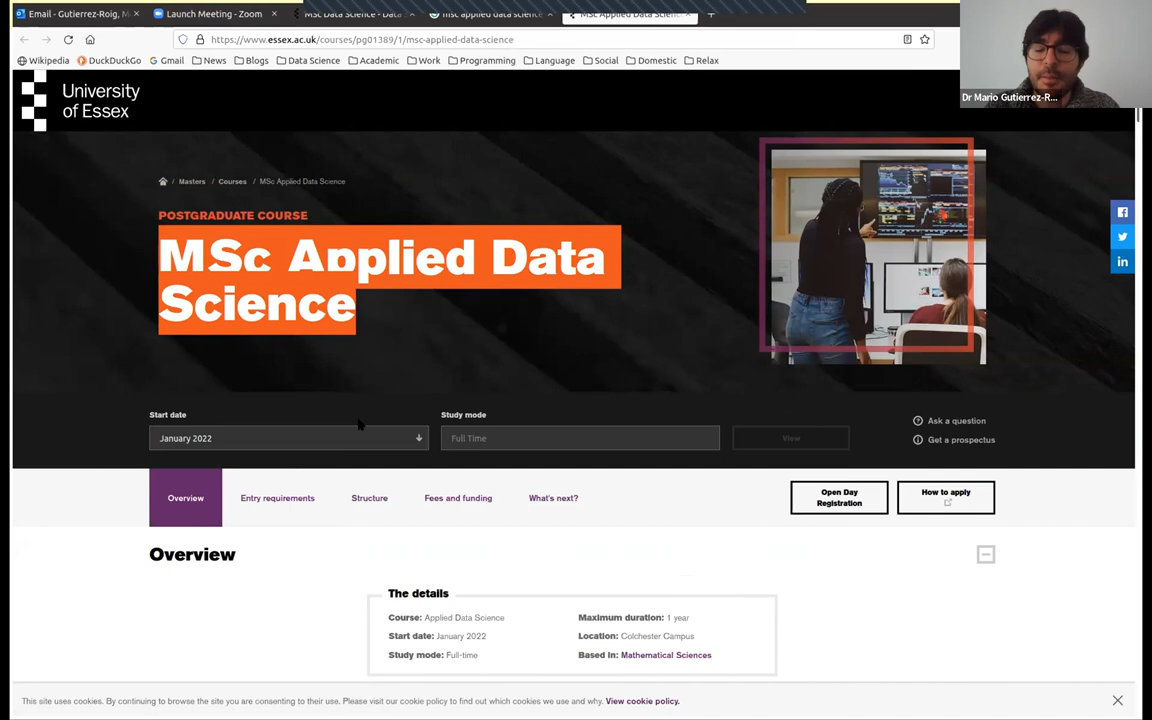 Email - Gutierrez-Roig, M
Launch Meeting - Zoom
MSc Data Science - Data
msc applied data science
MSc Applied Data Science
https://www.essex.ac.uk/courses/pg01389/1/msc-applied-data-science
Wikipedia DuckDuckGo Gmail News Blogs Data Science Academic Work Programming Language Social Domestic Relax
Dr Mario Gutierrez-R...
University
of Essex
/ Masters / Courses / MSc Applied Data Science
POSTGRADUATE COURSE
MSc Applied Data
Science
Start date
January 2022
Study mode
Full Time
View
Ask a question
Get a prospectus
Overview
Entry requirements
Structure
Fees and funding
What's next?
Open Day
Registration
How to apply
Overview
The details
Course: Applied Data Science
Maximum duration: 1 year
Start date: January 2022
Location: Colchester Campus
Study mode: Full-time
Based in: Mathematical Sciences
This site uses cookies. By continuing to browse the site you are consenting to their use. Please visit our cookie policy to find out which cookies we use and why. View cookie policy.